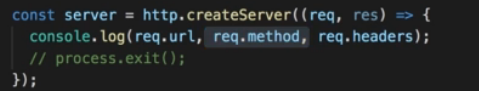 const server = http.createServer((req, res) => {
console.log(req.url, req.method, req.headers);
// process.exit();
});